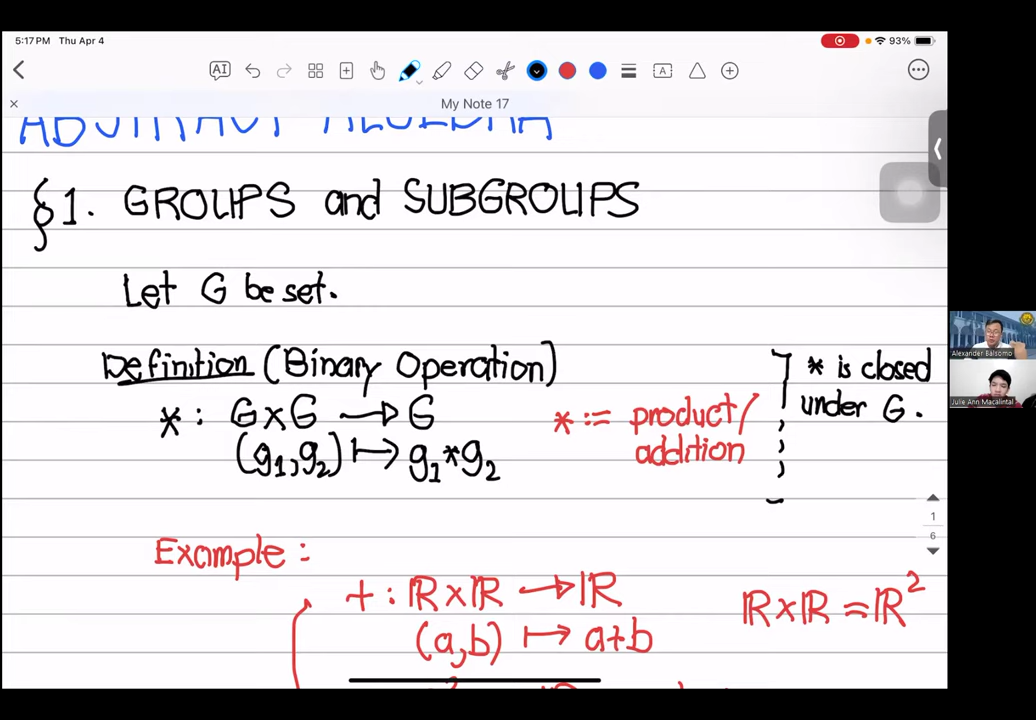 5:17 PM Thu Apr 4
93%
AI
A
My Note 17
ABSTRACT ALGEBRA
§1. GROUPS and SUBGROUPS
Let G be set.
Definition (Binary Operation)
* : G×G → G
(g₁,g₂) ↦ g₁*g₂
* := product/
addition
* is closed
under G.
1
6
Example :
+ : ℝ×ℝ → ℝ
(a,b) ↦ a+b
ℝ×ℝ = ℝ²
Alexander Balsomo
Julie Ann Macalintal